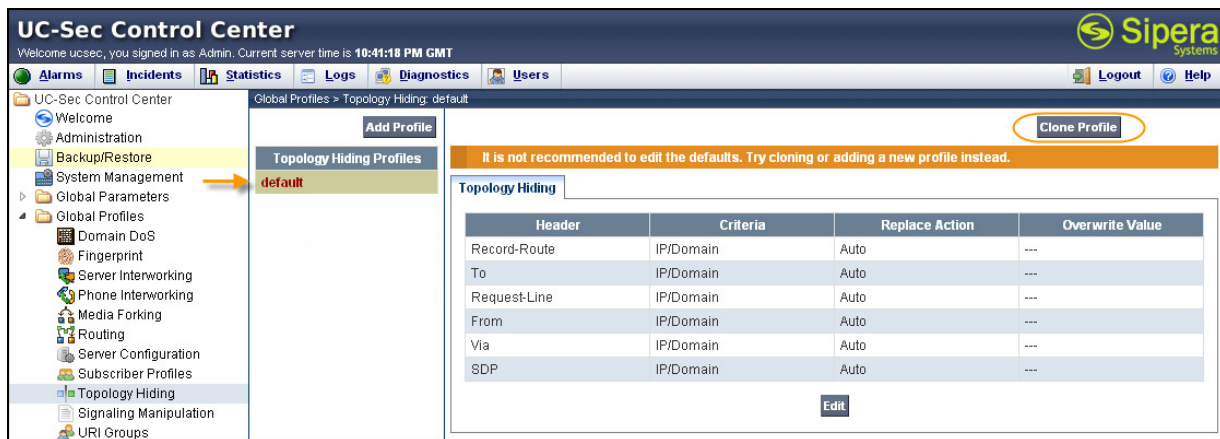 UC-Sec Control Center
Welcome ucsec, you signed in as Admin. Current server time is 10:41:18 PM GMT
Sipera
Systems
Alarms Incidents Statistics Logs Diagnostics Users Logout Help
UC-Sec Control Center
Welcome
Administration
Backup/Restore
System Management
Global Parameters
Global Profiles
Domain DoS
Fingerprint
Server Interworking
Phone Interworking
Media Forking
Routing
Server Configuration
Subscriber Profiles
Topology Hiding
Signaling Manipulation
URI Groups
Global Profiles > Topology Hiding: default
Add Profile
Topology Hiding Profiles
default
Clone Profile
It is not recommended to edit the defaults. Try cloning or adding a new profile instead.
Topology Hiding
Header Criteria Replace Action Overwrite Value
Record-Route IP/Domain Auto ---
To IP/Domain Auto ---
Request-Line IP/Domain Auto ---
From IP/Domain Auto ---
Via IP/Domain Auto ---
SDP IP/Domain Auto ---
Edit